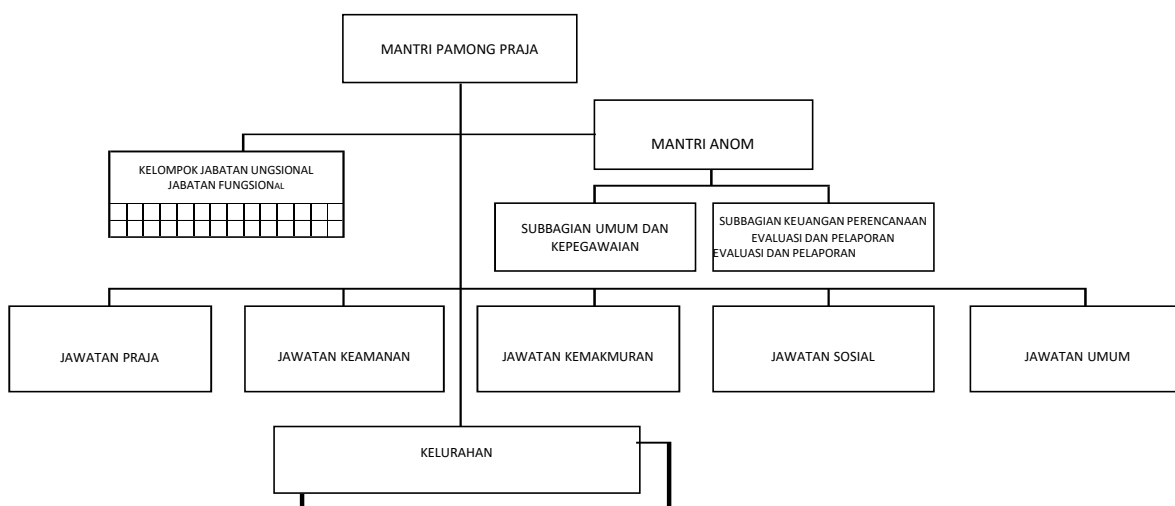 MANTRI PAMONG PRAJA
MANTRI ANOM
KELOMPOK JABATAN UNGSIONAL
JABATAN FUNGSIONAL
SUBBAGIAN UMUM DAN
KEPEGAWAIAN
SUBBAGIAN KEUANGAN PERENCANAAN
EVALUASI DAN PELAPORAN
EVALUASI DAN PELAPORAN
JAWATAN PRAJA
JAWATAN KEAMANAN
JAWATAN KEMAKMURAN
JAWATAN SOSIAL
JAWATAN UMUM
KELURAHAN